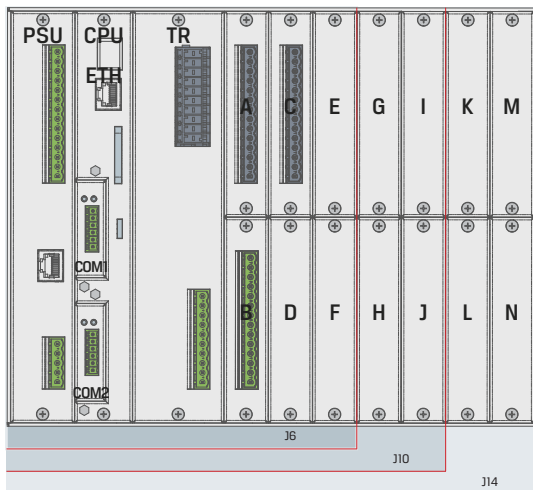 PSU CPU TR
ETH
A C E G I K M
COM1
B D F H J L N
COM2
J6
J10
J14